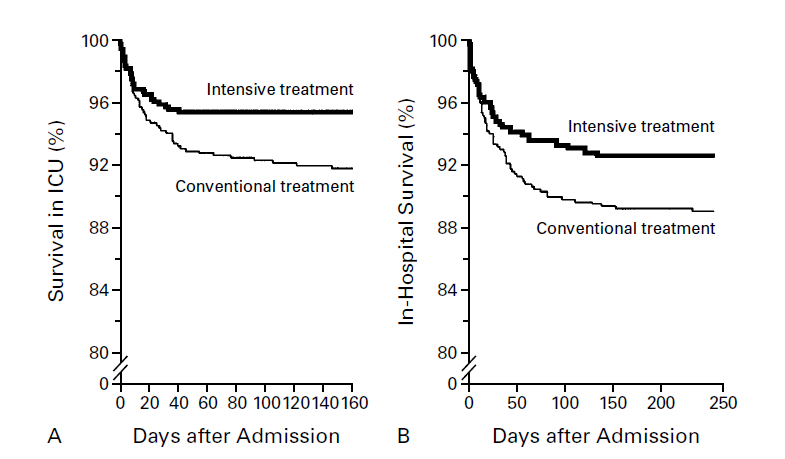 Survival in ICU (%)
100
96
92
88
84
80
0
Intensive treatment
Conventional treatment
0 20 40 60 80 100 120 140 160
A Days after Admission
In-Hospital Survival (%)
100
96
92
88
84
80
0
Intensive treatment
Conventional treatment
0 50 100 150 200 250
B Days after Admission